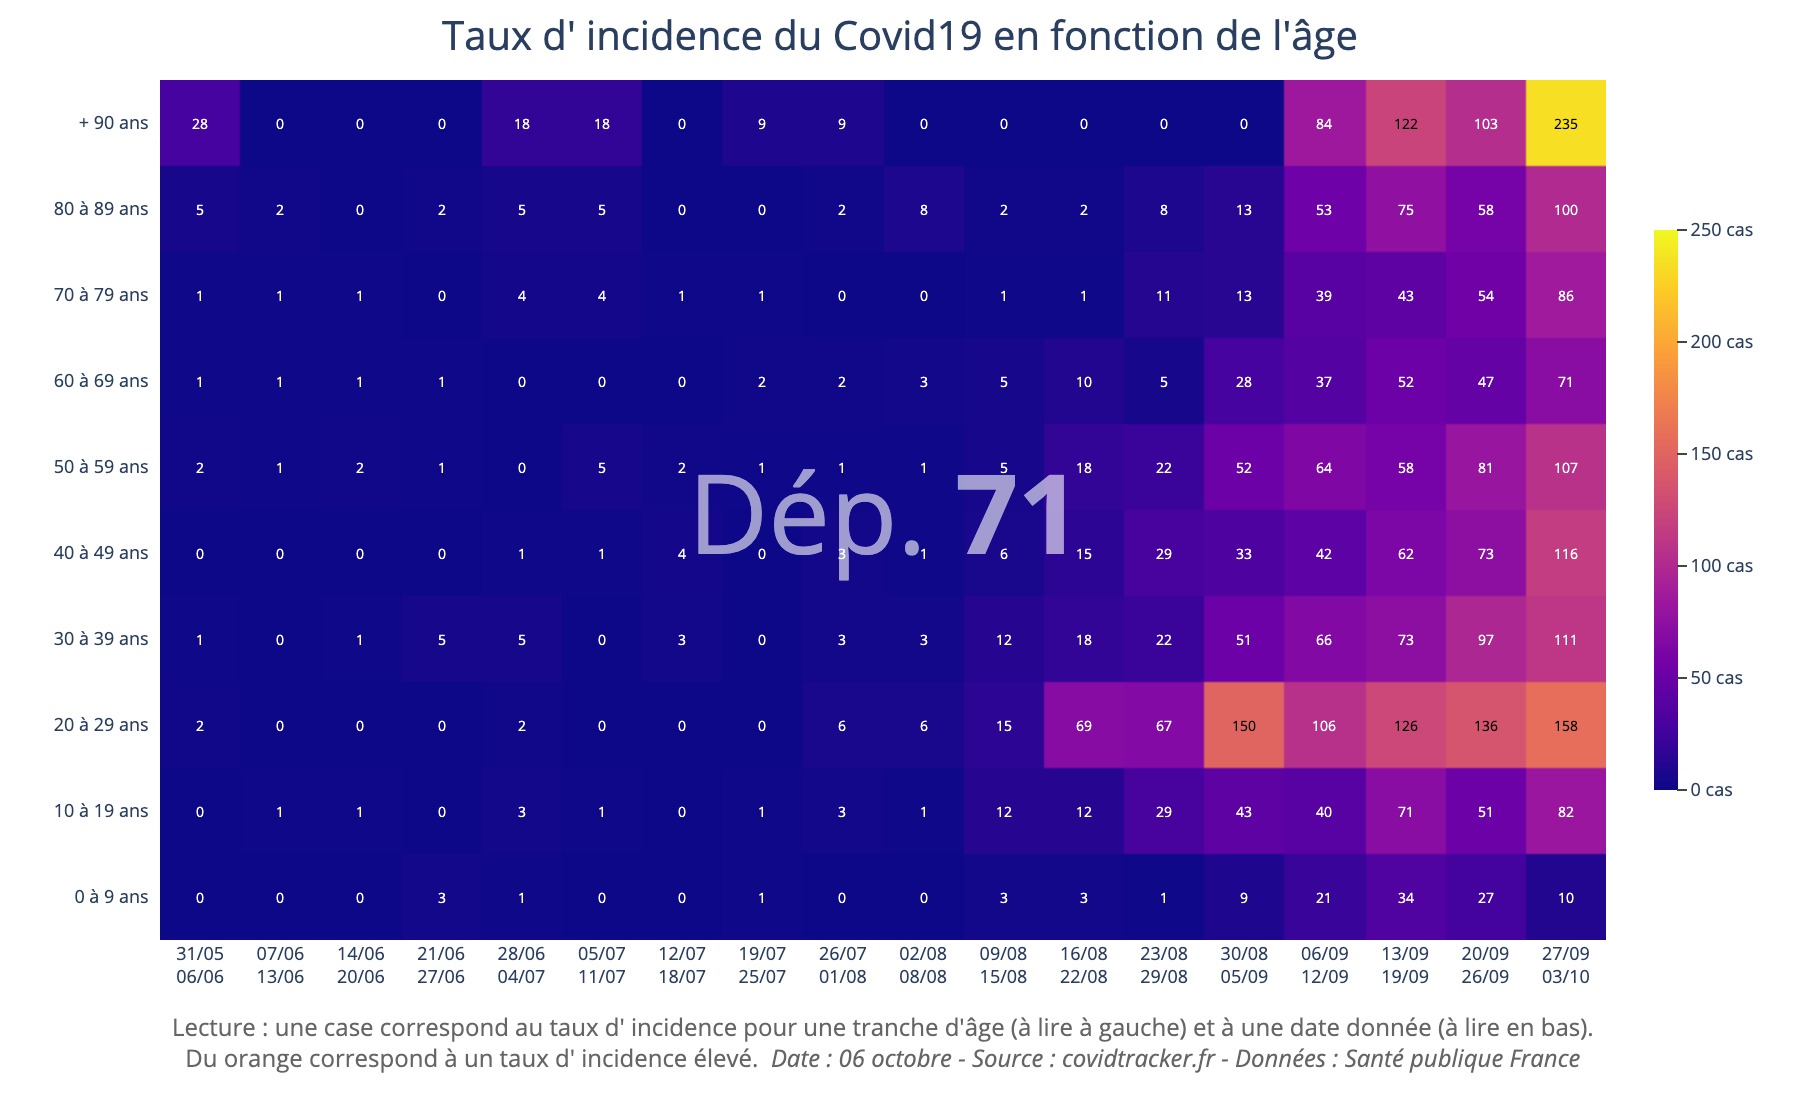 Taux d' incidence du Covid19 en fonction de l'âge
+ 90 ans 28 0 0 0 18 18 0 9 9 0 0 0 0 0 84 122 103 235
80 à 89 ans 5 2 0 2 5 5 0 0 2 8 2 2 8 13 53 75 58 100
70 à 79 ans 1 1 1 0 4 4 1 1 0 0 1 1 11 13 39 43 54 86
60 à 69 ans 1 1 1 1 0 0 0 2 2 3 5 10 5 28 37 52 47 71
50 à 59 ans 2 1 2 1 0 5 2 1 1 1 5 18 22 52 64 58 81 107
Dép. 71
40 à 49 ans 0 0 0 0 1 1 4 0 3 1 6 15 29 33 42 62 73 116
30 à 39 ans 1 0 1 5 5 0 3 0 3 3 12 18 22 51 66 73 97 111
20 à 29 ans 2 0 0 0 2 0 0 0 6 6 15 69 67 150 106 126 136 158
10 à 19 ans 0 1 1 0 3 1 0 1 3 1 12 12 29 43 40 71 51 82
0 à 9 ans 0 0 0 3 1 0 0 1 0 0 3 3 1 9 21 34 27 10
31/05 07/06 14/06 21/06 28/06 05/07 12/07 19/07 26/07 02/08 09/08 16/08 23/08 30/08 06/09 13/09 20/09 27/09
06/06 13/06 20/06 27/06 04/07 11/07 18/07 25/07 01/08 08/08 15/08 22/08 29/08 05/09 12/09 19/09 26/09 03/10
250 cas
200 cas
150 cas
100 cas
50 cas
0 cas
Lecture : une case correspond au taux d' incidence pour une tranche d'âge (à lire à gauche) et à une date donnée (à lire en bas).
Du orange correspond à un taux d' incidence élevé. Date : 06 octobre - Source : covidtracker.fr - Données : Santé publique France